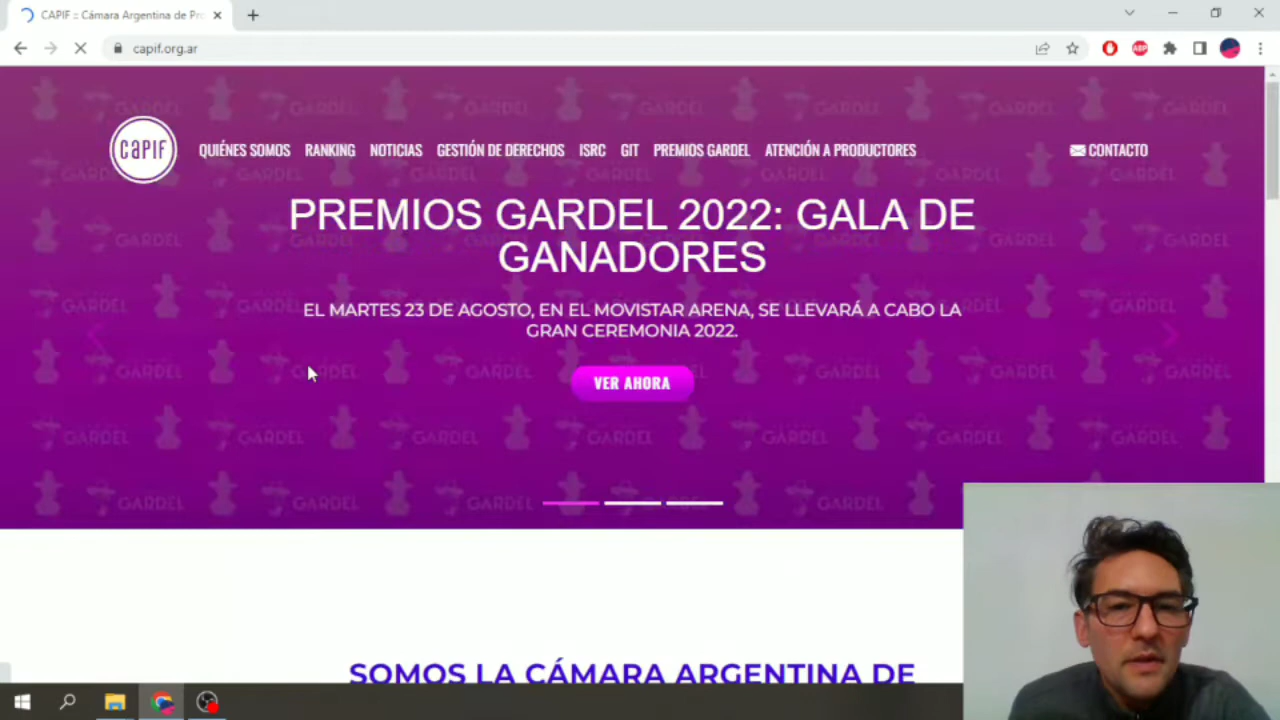 CAPIF :: Cámara Argentina de Pro
capif.org.ar
ABP
CAPIF
QUIÉNES SOMOS
RANKING
NOTICIAS
GESTIÓN DE DERECHOS
ISRC
GIT
PREMIOS GARDEL
ATENCIÓN A PRODUCTORES
CONTACTO
PREMIOS GARDEL 2022: GALA DE
GANADORES
EL MARTES 23 DE AGOSTO, EN EL MOVISTAR ARENA, SE LLEVARÁ A CABO LA
GRAN CEREMONIA 2022.
VER AHORA
SOMOS LA CÁMARA ARGENTINA DE